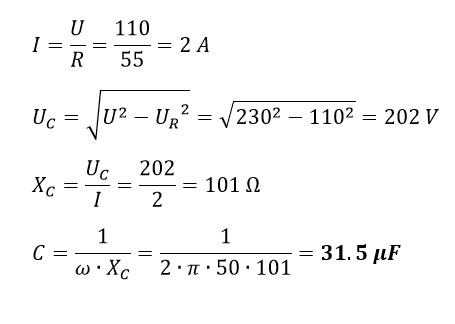 I = U/R = 110/55 = 2 A
U_C = √(U² − U_R²) = √(230² − 110²) = 202 V
X_C = U_C/I = 202/2 = 101 Ω
C = 1/(ω · X_C) = 1/(2 · π · 50 · 101) = 31.5 μF